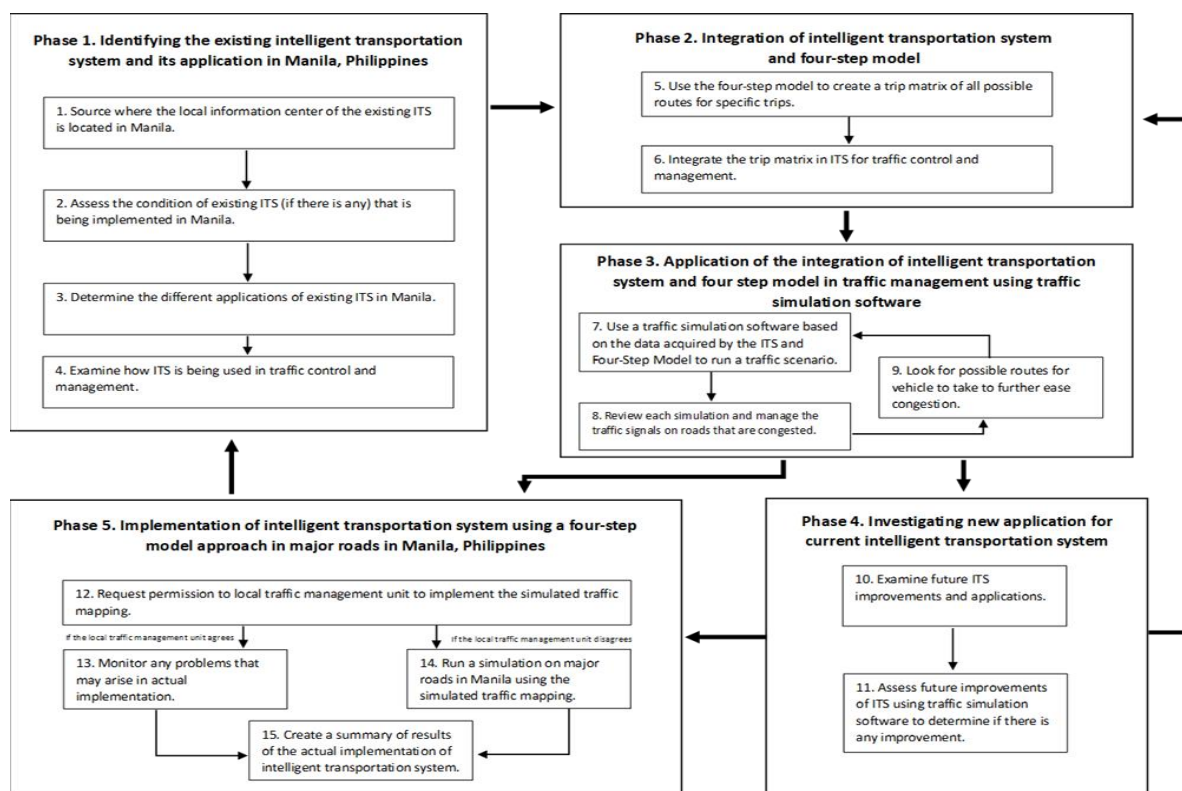 Phase 1. Identifying the existing intelligent transportation
system and its application in Manila, Philippines
1. Source where the local information center of the existing ITS
is located in Manila.
2. Assess the condition of existing ITS (if there is any) that is
being implemented in Manila.
3. Determine the different applications of existing ITS in Manila.
4. Examine how ITS is being used in traffic control and
management.
Phase 2. Integration of intelligent transportation system
and four-step model
5. Use the four-step model to create a trip matrix of all possible
routes for specific trips.
6. Integrate the trip matrix in ITS for traffic control and
management.
Phase 3. Application of the integration of intelligent transportation
system and four step model in traffic management using traffic
simulation software
7. Use a traffic simulation software based
on the data acquired by the ITS and
Four-Step Model to run a traffic scenario.
8. Review each simulation and manage the
traffic signals on roads that are congested.
9. Look for possible routes for
vehicle to take to further ease
congestion.
Phase 4. Investigating new application for
current intelligent transportation system
10. Examine future ITS
improvements and applications.
11. Assess future improvements
of ITS using traffic simulation
software to determine if there is
any improvement.
Phase 5. Implementation of intelligent transportation system using a four-step
model approach in major roads in Manila, Philippines
12. Request permission to local traffic management unit to implement the simulated traffic
mapping.
If the local traffic management unit agrees
If the local traffic management unit disagrees
13. Monitor any problems that
may arise in actual
implementation.
14. Run a simulation on major
roads in Manila using the
simulated traffic mapping.
15. Create a summary of results
of the actual implementation of
intelligent transportation system.